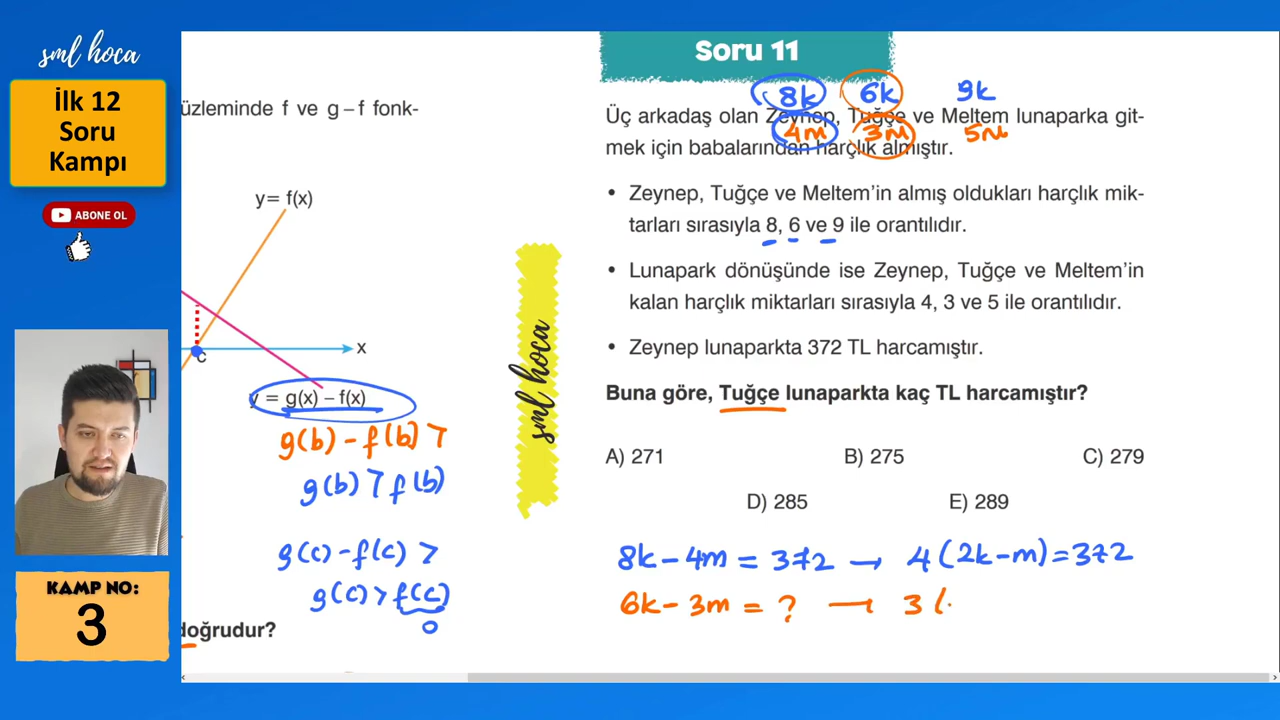 sml hoca
İlk 12
Soru
Kampı
ABONE OL
KAMP NO:
3
üzleminde f ve g – f fonk-
y= f(x)
x
c
y = g(x) – f(x)
g(b) - f(b) >
g(b) > f(b)
g(c) - f(c) >
g(c) > f(c)
0
doğrudur?
sml hoca
Soru 11
8k 6k 9k
Üç arkadaş olan Zeynep, Tuğçe ve Meltem lunaparka git-
4m 3m 5m
mek için babalarından harçlık almıştır.
• Zeynep, Tuğçe ve Meltem'in almış oldukları harçlık mik-
tarları sırasıyla 8, 6 ve 9 ile orantılıdır.
• Lunapark dönüşünde ise Zeynep, Tuğçe ve Meltem'in
kalan harçlık miktarları sırasıyla 4, 3 ve 5 ile orantılıdır.
• Zeynep lunaparkta 372 TL harcamıştır.
Buna göre, Tuğçe lunaparkta kaç TL harcamıştır?
A) 271 B) 275 C) 279
D) 285 E) 289
8k - 4m = 372 → 4(2k-m) = 372
6k - 3m = ? → 3(